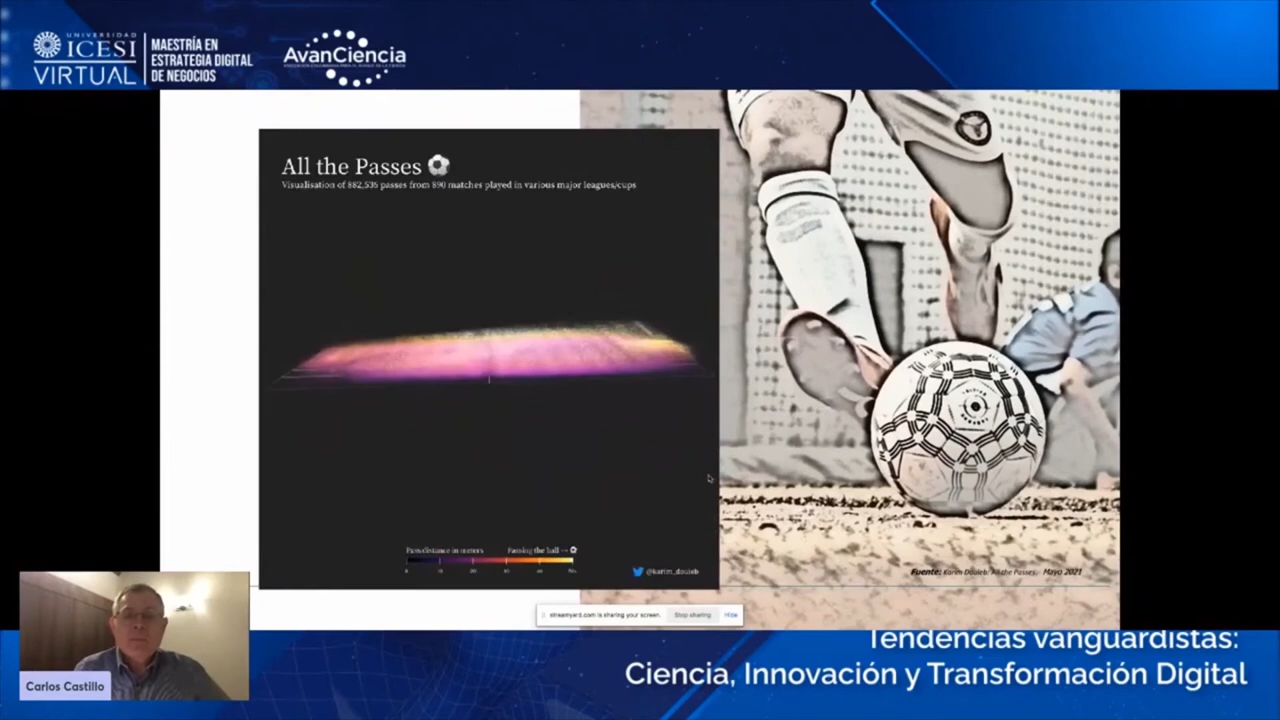 UNIVERSIDAD
ICESI
VIRTUAL
MAESTRÍA EN
ESTRATEGIA DIGITAL
DE NEGOCIOS
AvanCiencia
All the Passes
Visualisation of 882,536 passes from 890 matches played in various major leagues/cups
Pass distance in meters
Passing the ball
@karim_douieb
Fuente: Karim Douïeb: All the Passes, Mayo 2021
streamyard.com is sharing your screen.
Stop sharing
Hide
Carlos Castillo
Tendencias vanguardistas:
Ciencia, Innovación y Transformación Digital